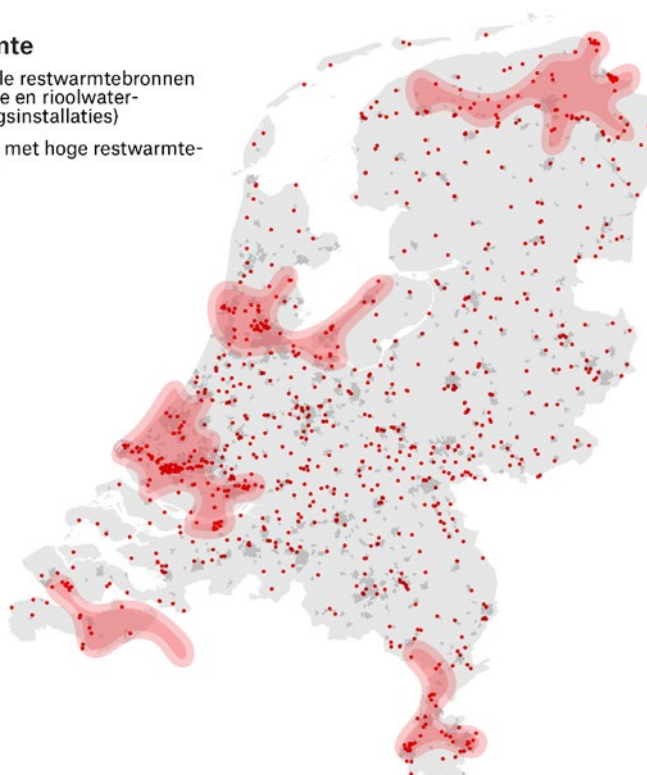 nte
le restwarmtebronnen
e en rioolwater-
gsinstallaties)
met hoge restwarmte-